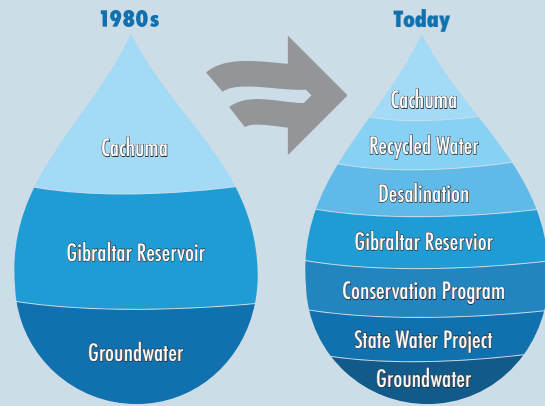 1980s
Cachuma
Gibraltar Reservoir
Groundwater
Today
Cachuma
Recycled Water
Desalination
Gibraltar Reservior
Conservation Program
State Water Project
Groundwater